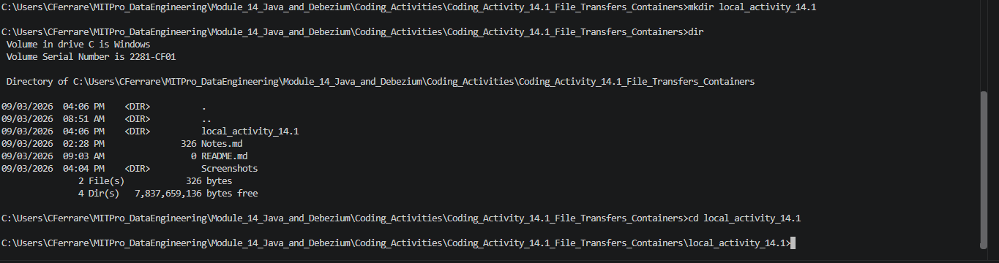 C:\Users\CFerrare\MITPro_DataEngineering\Module_14_Java_and_Debezium\Coding_Activities\Coding_Activity_14.1_File_Transfers_Containers>mkdir local_activity_14.1
C:\Users\CFerrare\MITPro_DataEngineering\Module_14_Java_and_Debezium\Coding_Activities\Coding_Activity_14.1_File_Transfers_Containers>dir
 Volume in drive C is Windows
 Volume Serial Number is 2281-CF01
 Directory of C:\Users\CFerrare\MITPro_DataEngineering\Module_14_Java_and_Debezium\Coding_Activities\Coding_Activity_14.1_File_Transfers_Containers
09/03/2026  04:06 PM    <DIR>          .
09/03/2026  08:51 AM    <DIR>          ..
09/03/2026  04:06 PM    <DIR>          local_activity_14.1
09/03/2026  02:28 PM               326 Notes.md
09/03/2026  09:03 AM                 0 README.md
09/03/2026  04:04 PM    <DIR>          Screenshots
               2 File(s)            326 bytes
               4 Dir(s)   7,837,659,136 bytes free
C:\Users\CFerrare\MITPro_DataEngineering\Module_14_Java_and_Debezium\Coding_Activities\Coding_Activity_14.1_File_Transfers_Containers>cd local_activity_14.1
C:\Users\CFerrare\MITPro_DataEngineering\Module_14_Java_and_Debezium\Coding_Activities\Coding_Activity_14.1_File_Transfers_Containers\local_activity_14.1>